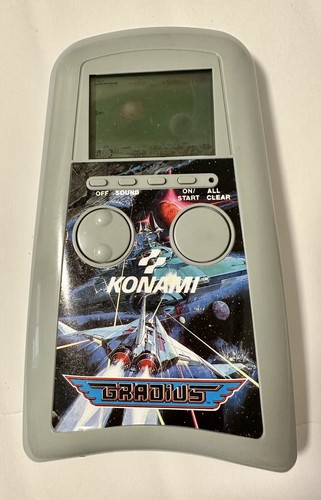 OFF SOUND ON/ ALL
START CLEAR
KONAMI
GRADIUS